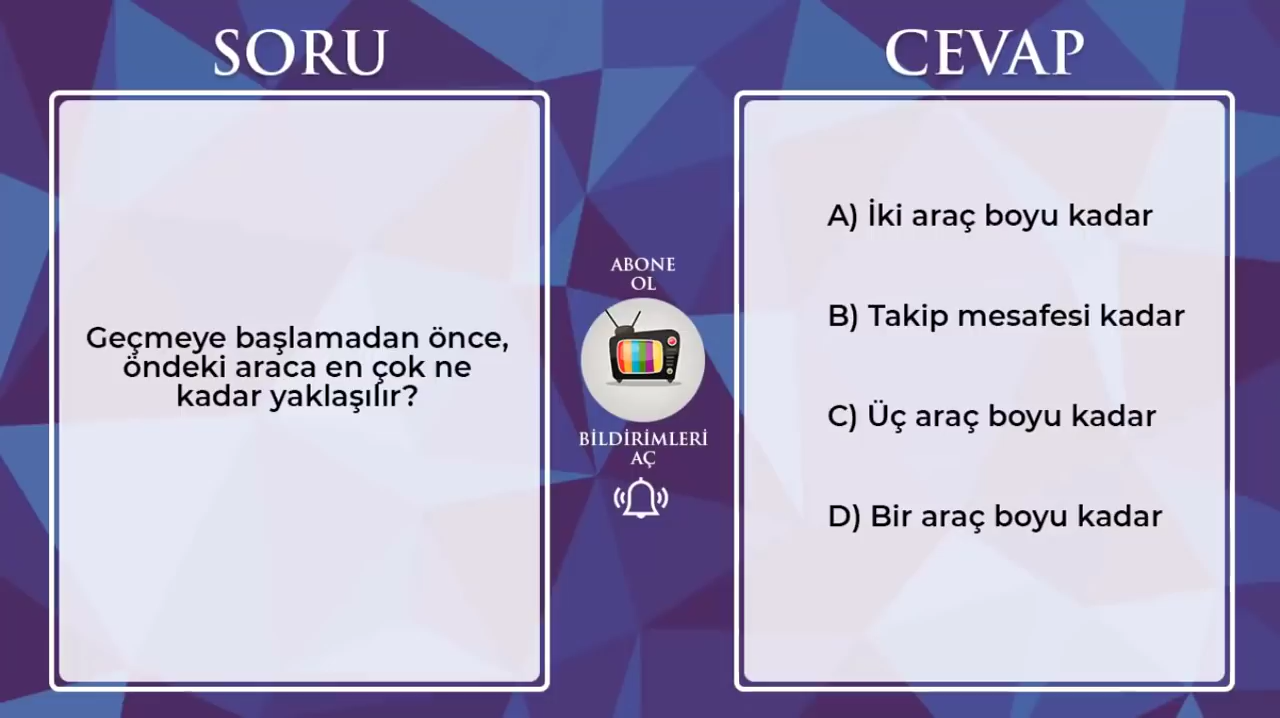 SORU
Geçmeye başlamadan önce,
öndeki araca en çok ne
kadar yaklaşılır?
ABONE
OL
BİLDİRİMLERİ
AÇ
CEVAP
A) İki araç boyu kadar
B) Takip mesafesi kadar
C) Üç araç boyu kadar
D) Bir araç boyu kadar